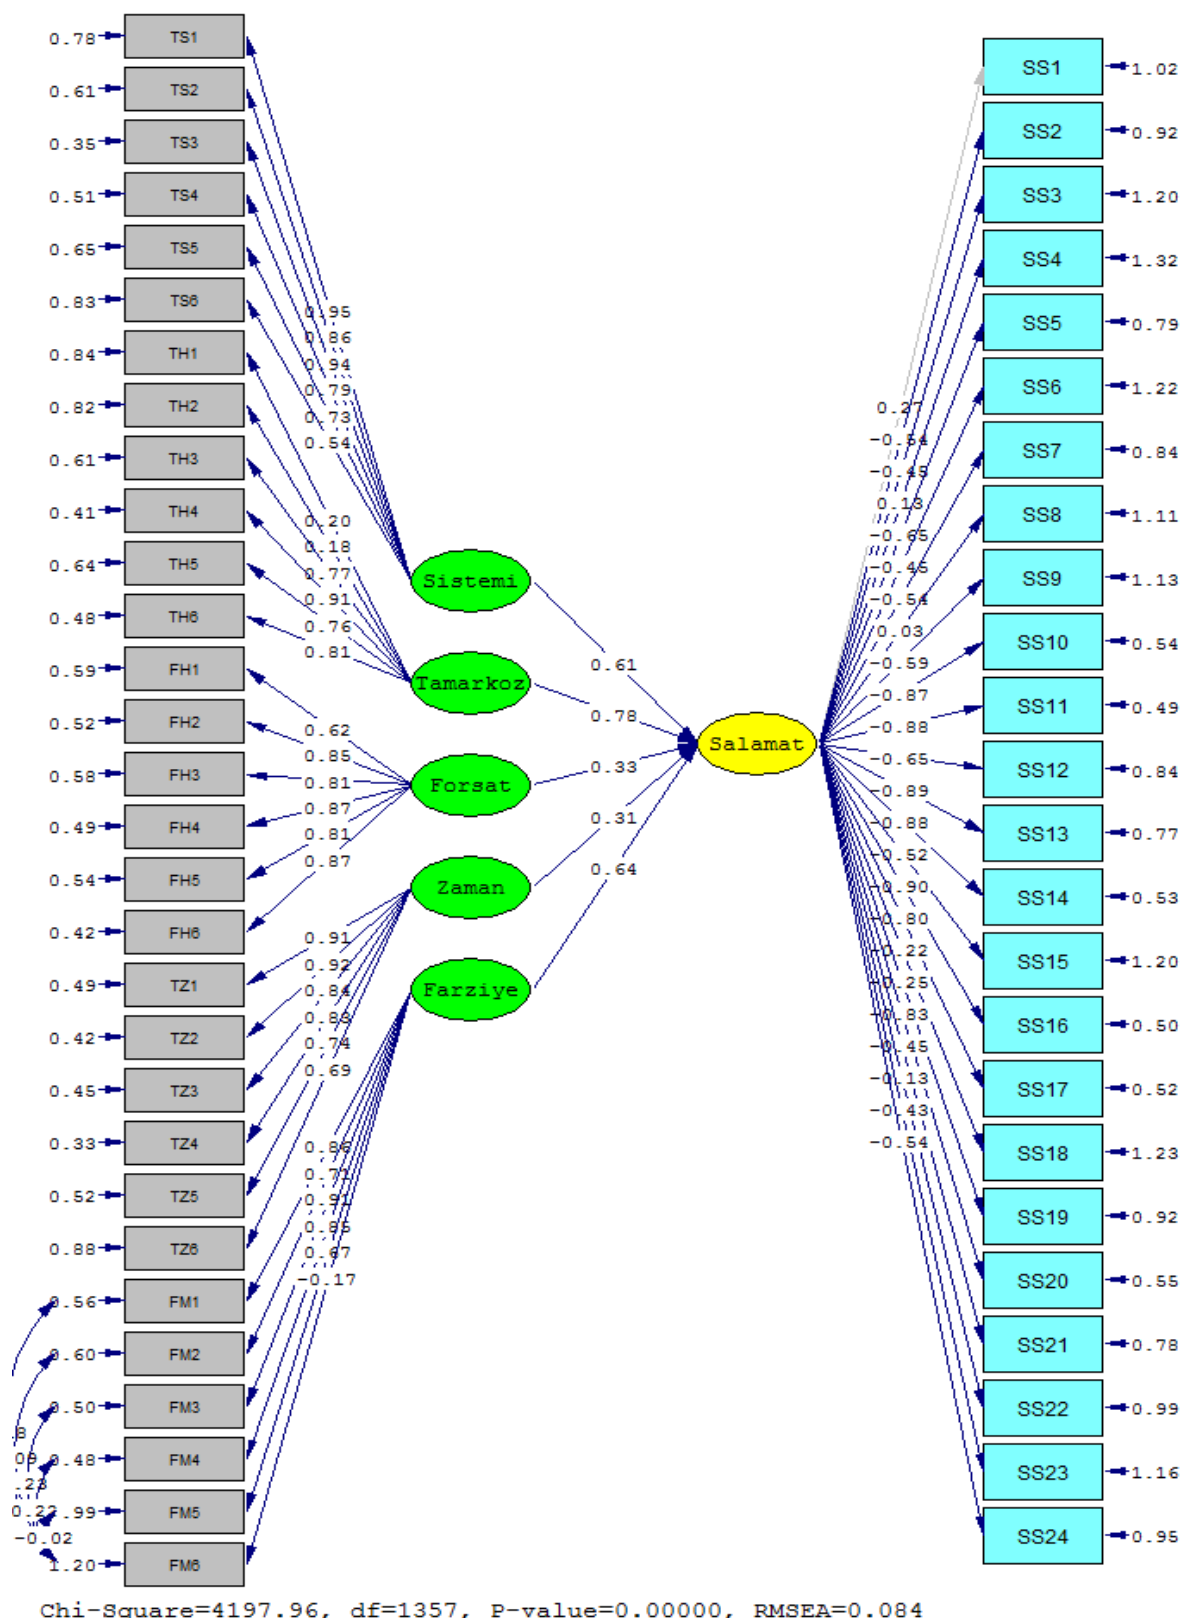 0.78 TS1
0.61 TS2
0.35 TS3
0.51 TS4
0.65 TS5
0.83 TS6
0.84 TH1
0.82 TH2
0.61 TH3
0.41 TH4
0.64 TH5
0.48 TH6
0.59 FH1
0.52 FH2
0.58 FH3
0.49 FH4
0.54 FH5
0.42 FH6
0.49 TZ1
0.42 TZ2
0.45 TZ3
0.33 TZ4
0.52 TZ5
0.88 TZ6
0.56 FM1
0.60 FM2
0.50 FM3
0.48 FM4
.99 FM5
1.20 FM6
-0.02
0.95
0.86
0.94
0.79
0.73
0.54
0.20
0.18
0.77
0.91
0.76
0.81
0.62
0.85
0.81
0.87
0.81
0.87
0.91
0.92
0.84
0.83
0.74
0.69
0.86
0.71
0.91
0.85
0.67
-0.17
Sistemi
Tamarkoz
Forsat
Zaman
Farziye
0.61
0.78
0.33
0.31
0.64
Salamat
0.27
-0.54
-0.45
0.13
-0.65
-0.45
-0.54
0.03
-0.59
-0.87
-0.88
-0.65
-0.89
-0.88
-0.52
-0.90
-0.80
-0.22
-0.25
-0.83
-0.45
-0.13
-0.43
-0.54
SS1 1.02
SS2 0.92
SS3 1.20
SS4 1.32
SS5 0.79
SS6 1.22
SS7 0.84
SS8 1.11
SS9 1.13
SS10 0.54
SS11 0.49
SS12 0.84
SS13 0.77
SS14 0.53
SS15 1.20
SS16 0.50
SS17 0.52
SS18 1.23
SS19 0.92
SS20 0.55
SS21 0.78
SS22 0.99
SS23 1.16
SS24 0.95
Chi-Square=4197.96, df=1357, P-value=0.00000, RMSEA=0.084